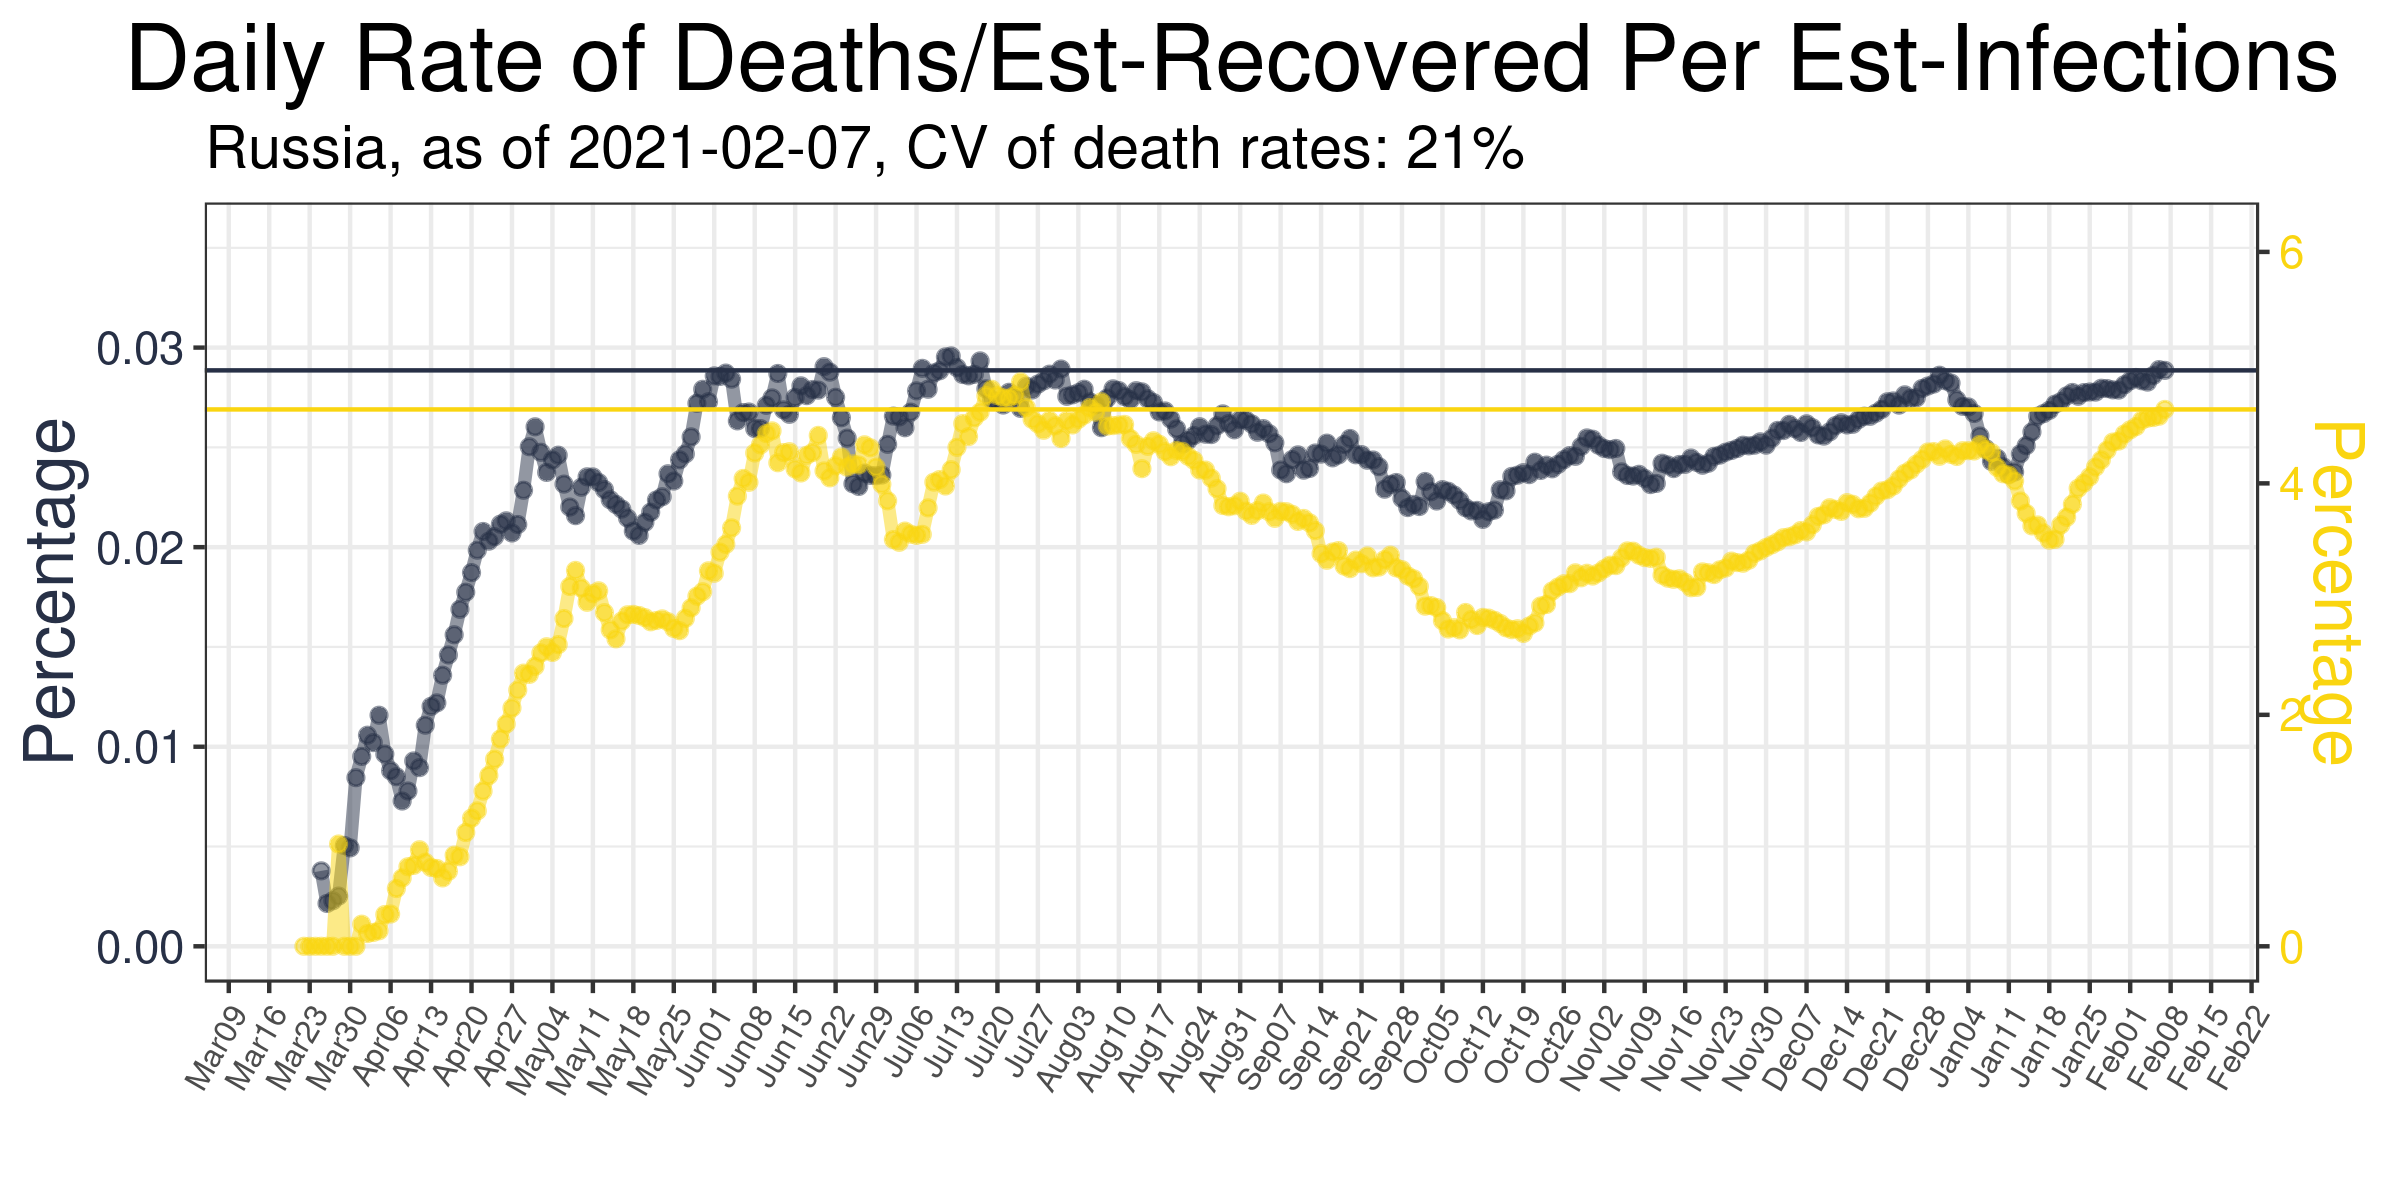 Daily Rate of Deaths/Est-Recovered Per Est-Infections
Russia, as of 2021-02-07, CV of death rates: 21%
Percentage
0.03
0.02
0.01
0.00
6
4
2
0
Percentage
Mar09
Mar16
Mar23
Mar30
Apr06
Apr13
Apr20
Apr27
May04
May11
May18
May25
Jun01
Jun08
Jun15
Jun22
Jun29
Jul06
Jul13
Jul20
Jul27
Aug03
Aug10
Aug17
Aug24
Aug31
Sep07
Sep14
Sep21
Sep28
Oct05
Oct12
Oct19
Oct26
Nov02
Nov09
Nov16
Nov23
Nov30
Dec07
Dec14
Dec21
Dec28
Jan04
Jan11
Jan18
Jan25
Feb01
Feb08
Feb15
Feb22